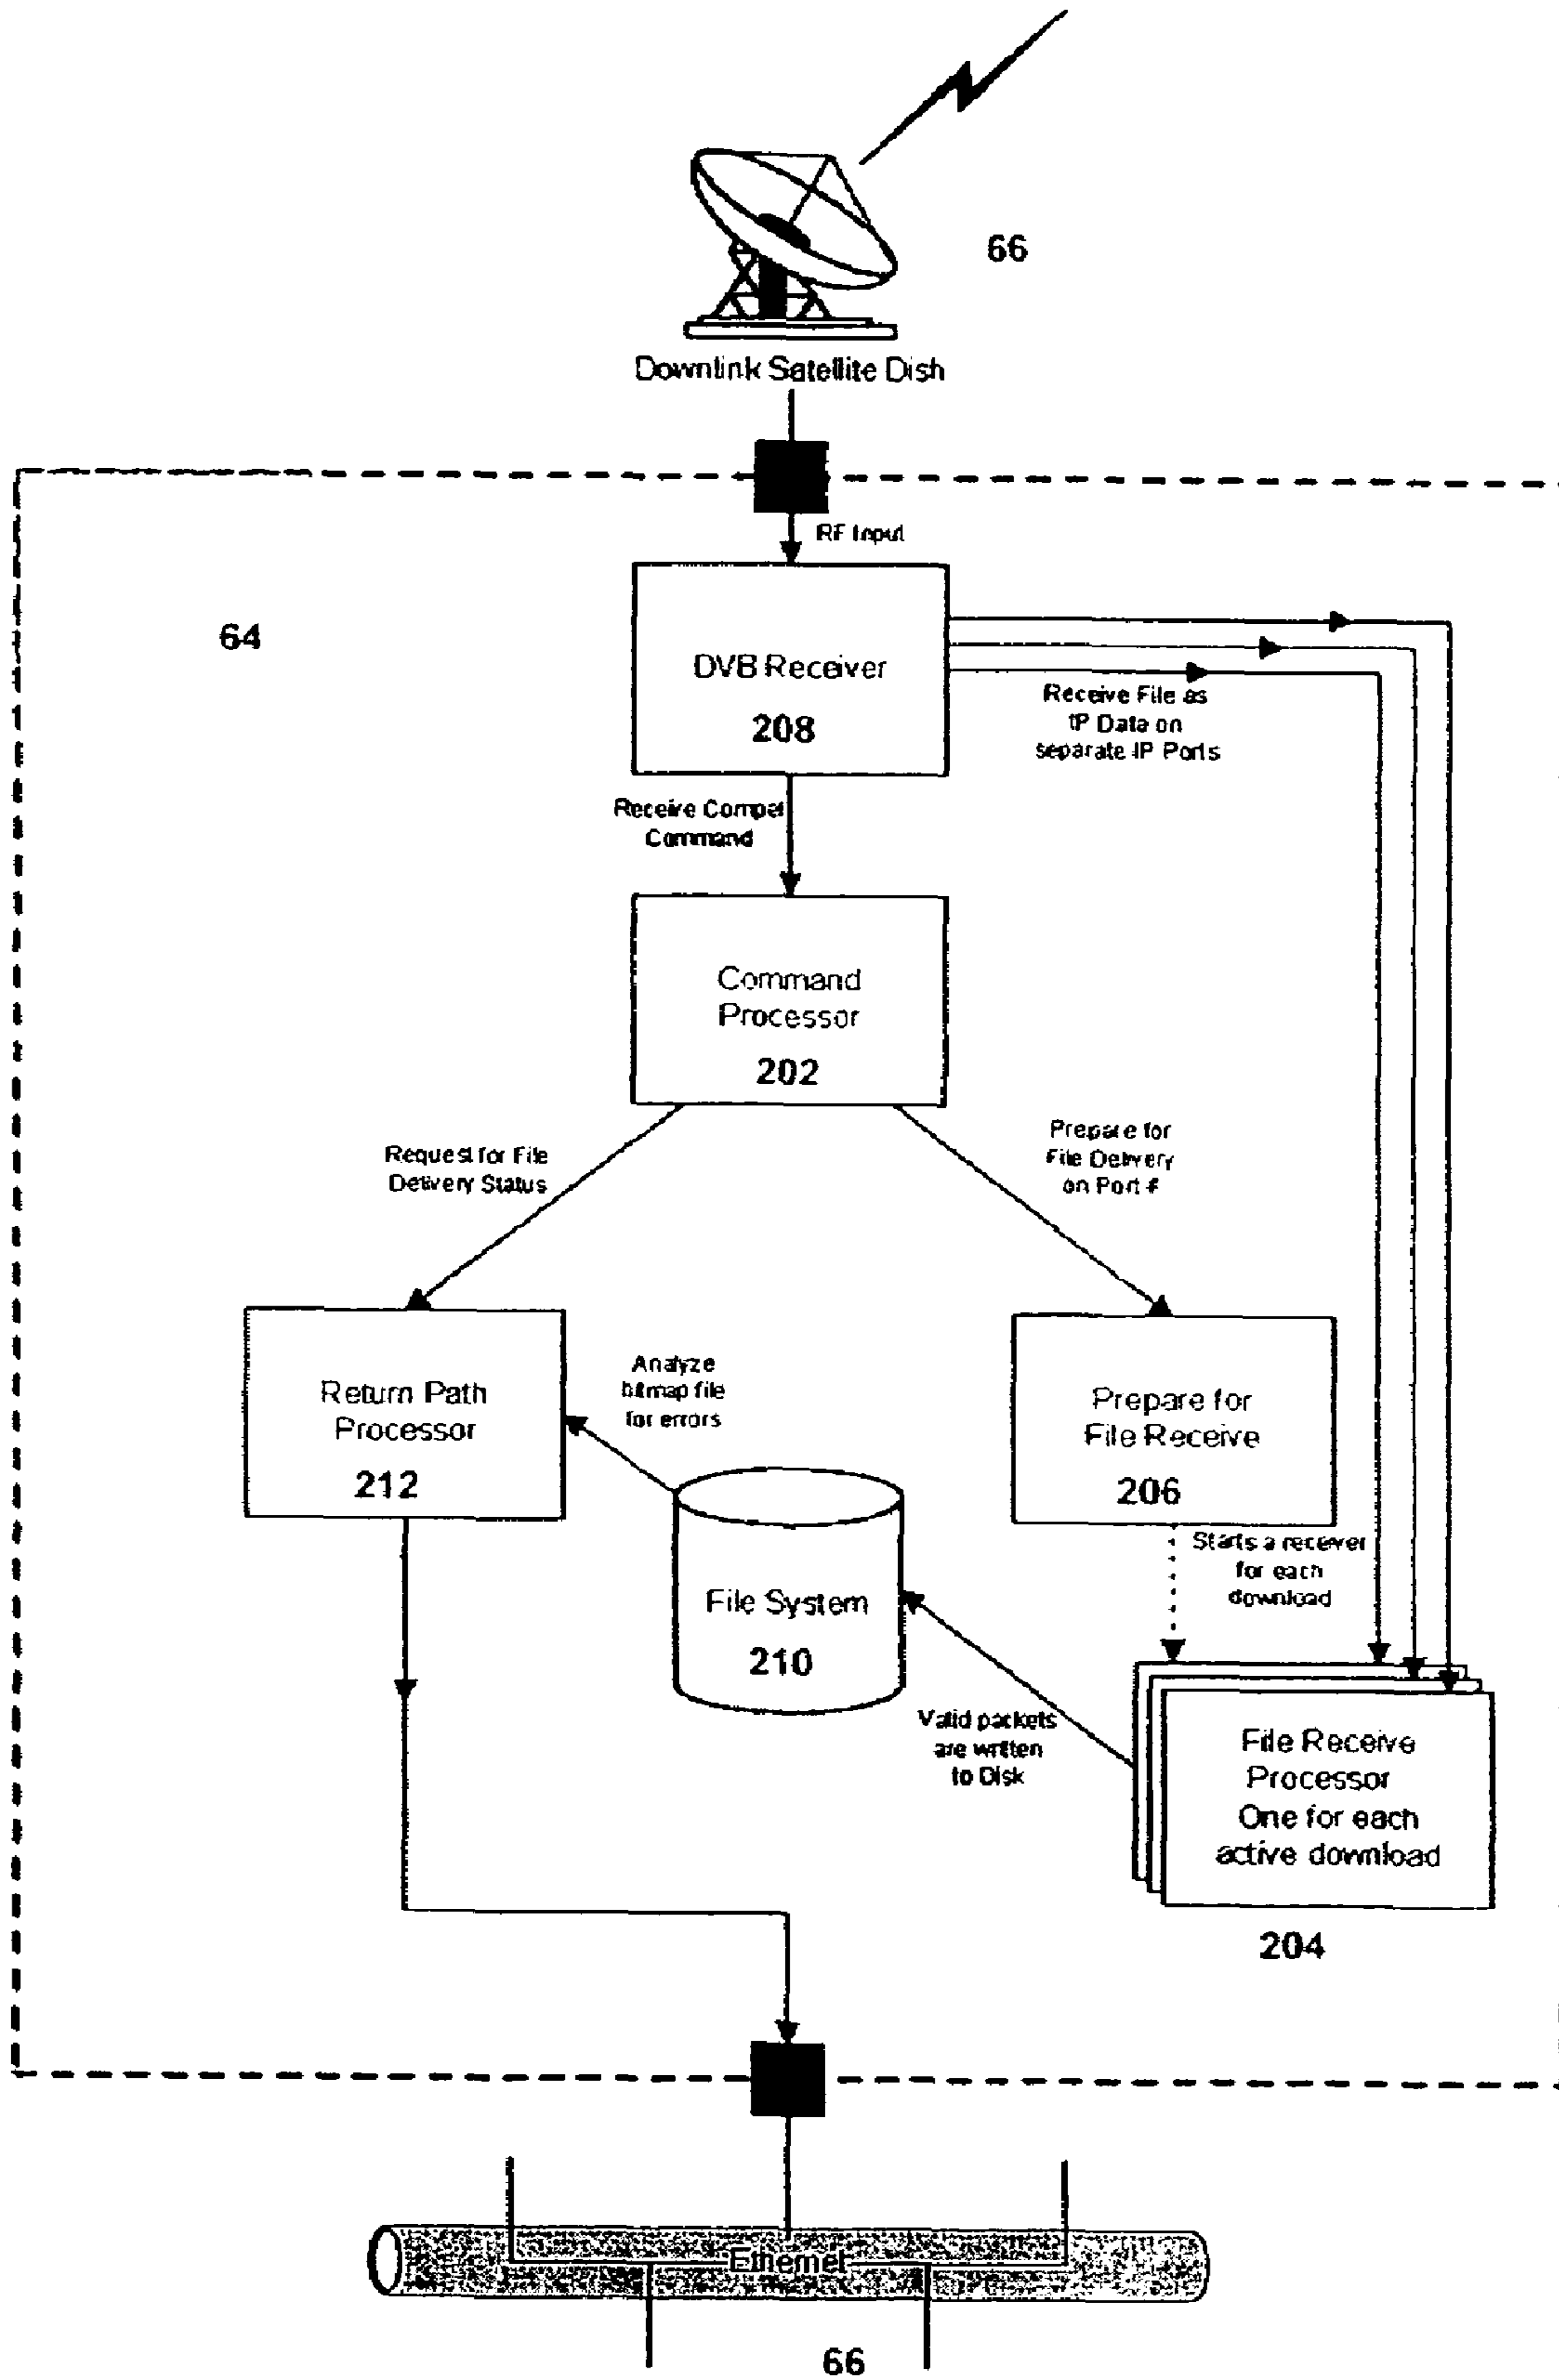 66
Downlink Satellite Dish
RF Input
64
DVB Receiver
208
Receive File as
IP Data on
separate IP Ports
Receive Compel
Command
Command
Processor
202
Request for File
Delivery Status
Prepare for
File Delivery
on Port #
Return Path
Processor
212
Analyze
bitmap file
for errors
Prepare for
File Receive
206
Starts a receiver
for each
download
File System
210
Valid packets
are written
to Disk
File Receive
Processor
One for each
active download
204
Ethernet
66